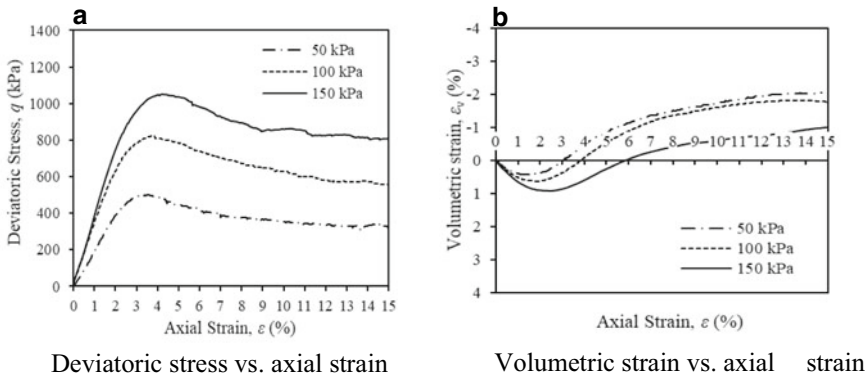 a
Deviatoric Stress, q (kPa)
1400
1200
1000
800
600
400
200
0
50 kPa
100 kPa
150 kPa
0 1 2 3 4 5 6 7 8 9 10 11 12 13 14 15
Axial Strain, ε (%)
Deviatoric stress vs. axial strain
b
Volumetric strain, εv (%)
-4
-3
-2
-1
0
1
2
3
4
0 1 2 3 4 5 6 7 8 9 10 11 12 13 14 15
50 kPa
100 kPa
150 kPa
Axial Strain, ε (%)
Volumetric strain vs. axial strain